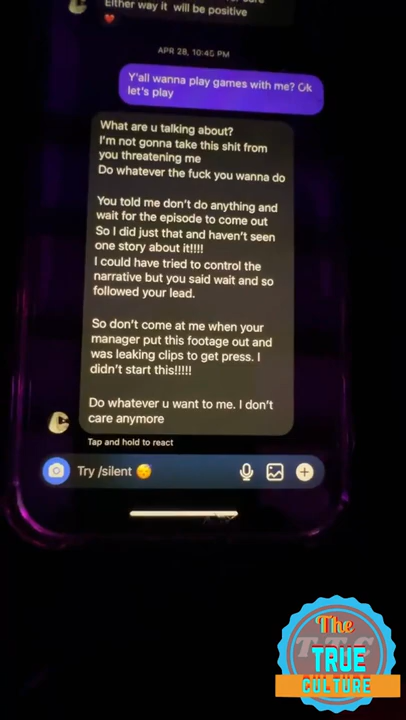 Either way it will be positive
❤️
APR 28, 10:45 PM
Y'all wanna play games with me? Ok
let's play
What are u talking about?
I'm not gonna take this shit from
you threatening me
Do whatever the fuck you wanna do
You told me don't do anything and
wait for the episode to come out
So I did just that and haven't seen
one story about it!!!!
I could have tried to control the
narrative but you said wait and so
followed your lead.
So don't come at me when your
manager put this footage out and
was leaking clips to get press. I
didn't start this!!!!!
Do whatever u want to me. I don't
care anymore
Tap and hold to react
Try /silent 😴
The
TTC
TRUE
CULTURE